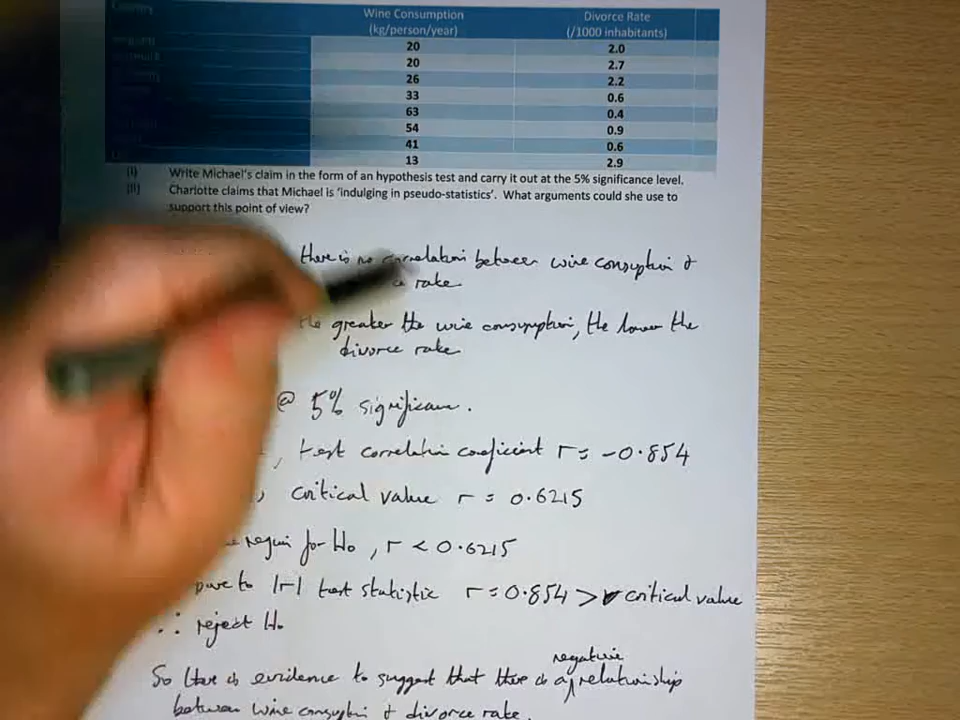 Wine Consumption Divorce Rate
(kg/person/year) (/1000 inhabitants)
20 2.0
20 2.7
26 2.2
33 0.6
63 0.4
54 0.9
41 0.6
13 2.9
(i) Write Michael's claim in the form of an hypothesis test and carry it out at the 5% significance level.
(ii) Charlotte claims that Michael is 'indulging in pseudo-statistics'. What arguments could she use to
support this point of view?
there is no correlation between wine consuption &
rate
greater the wine consumption, the lower the
divorce rate
@ 5% significance.
, test correlation coeficient r = -0.854
, critical value r = 0.6215
for H₀, r < 0.6215
to |r| test statistic r = 0.854 > critical value
∴ reject H₀
So there is evidence to suggest that there is a negative relationship
between wine consuption & divorce rate.